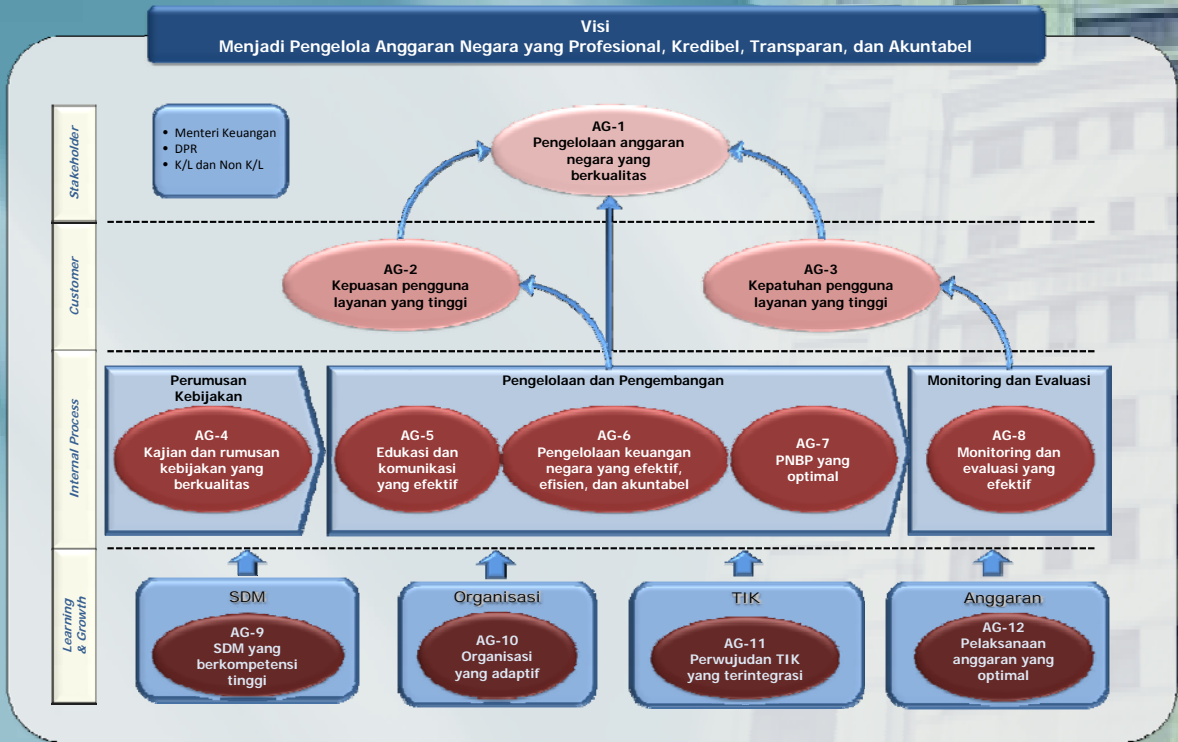 Visi
Menjadi Pengelola Anggaran Negara yang Profesional, Kredibel, Transparan, dan Akuntabel
Stakeholder
• Menteri Keuangan
• DPR
• K/L dan Non K/L
AG-1
Pengelolaan anggaran
negara yang
berkualitas
Customer
AG-2
Kepuasan pengguna
layanan yang tinggi
AG-3
Kepatuhan pengguna
layanan yang tinggi
Internal Process
Perumusan
Kebijakan
AG-4
Kajian dan rumusan
kebijakan yang
berkualitas
Pengelolaan dan Pengembangan
AG-5
Edukasi dan
komunikasi
yang efektif
AG-6
Pengelolaan keuangan
negara yang efektif,
efisien, dan akuntabel
AG-7
PNBP yang
optimal
Monitoring dan Evaluasi
AG-8
Monitoring dan
evaluasi yang
efektif
Learning
& Growth
SDM
AG-9
SDM yang
berkompetensi
tinggi
Organisasi
AG-10
Organisasi
yang adaptif
TIK
AG-11
Perwujudan TIK
yang terintegrasi
Anggaran
AG-12
Pelaksanaan
anggaran yang
optimal